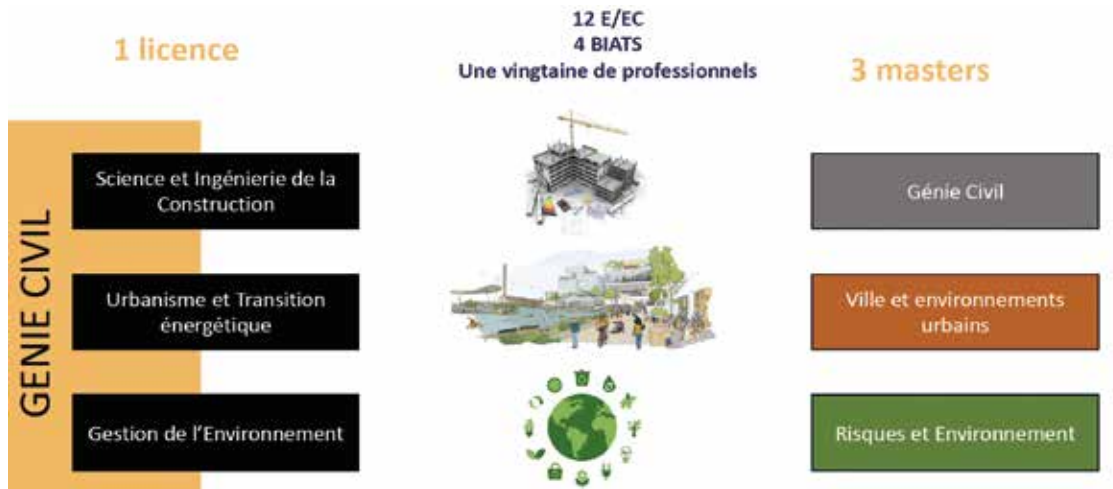 1 licence
12 E/EC
4 BIATS
Une vingtaine de professionnels
3 masters
GENIE CIVIL
Science et Ingénierie de la
Construction
Génie Civil
Urbanisme et Transition
énergétique
Ville et environnements
urbains
Gestion de l'Environnement
Risques et Environnement